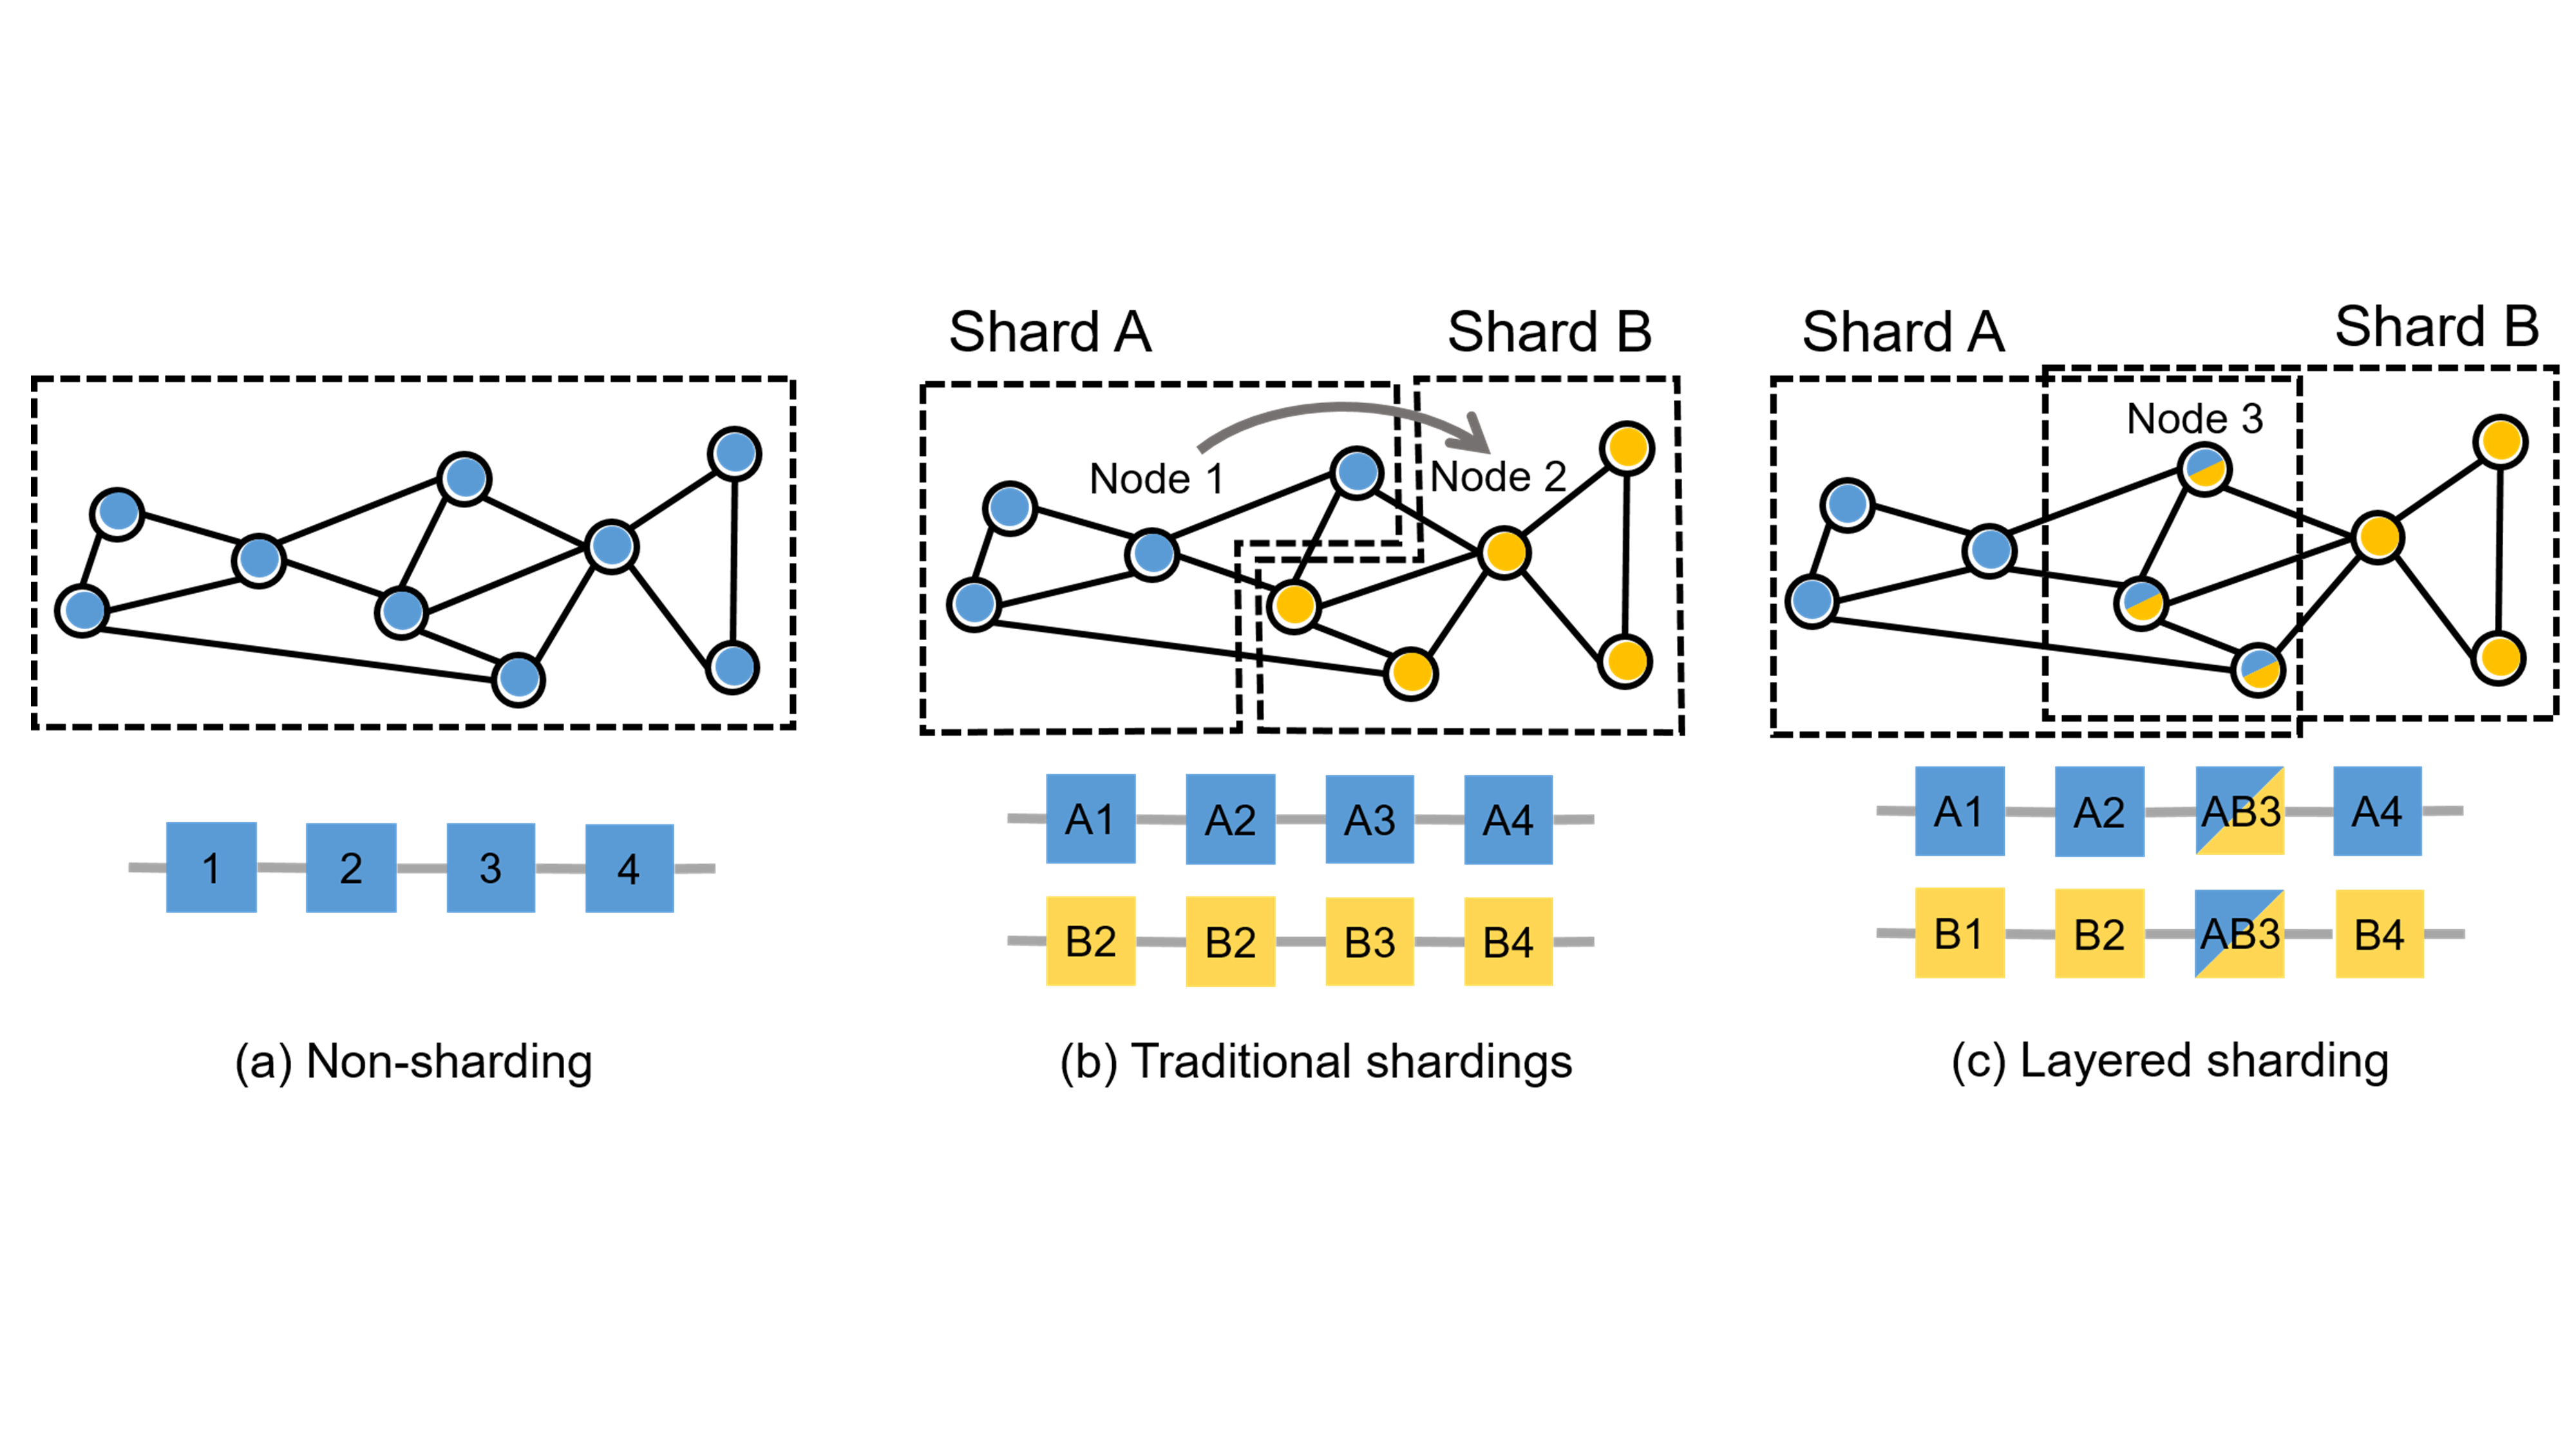 1 2 3 4
(a) Non-sharding
Shard A Shard B
Node 1 Node 2
A1 A2 A3 A4
B2 B2 B3 B4
(b) Traditional shardings
Shard A Shard B
Node 3
A1 A2 AB3 A4
B1 B2 AB3 B4
(c) Layered sharding